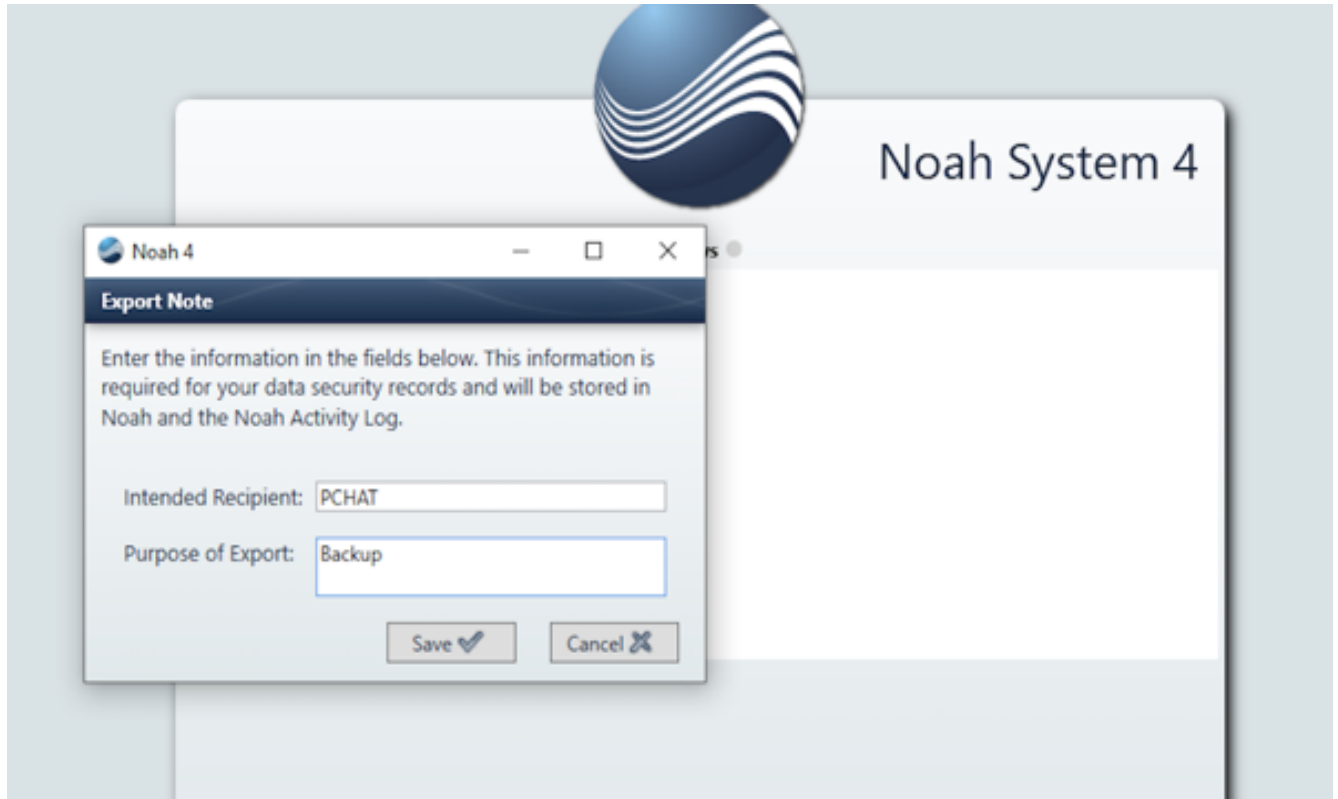 Noah System 4
Noah 4
Export Note
Enter the information in the fields below. This information is
required for your data security records and will be stored in
Noah and the Noah Activity Log.
Intended Recipient: PCHAT
Purpose of Export: Backup
Save Cancel